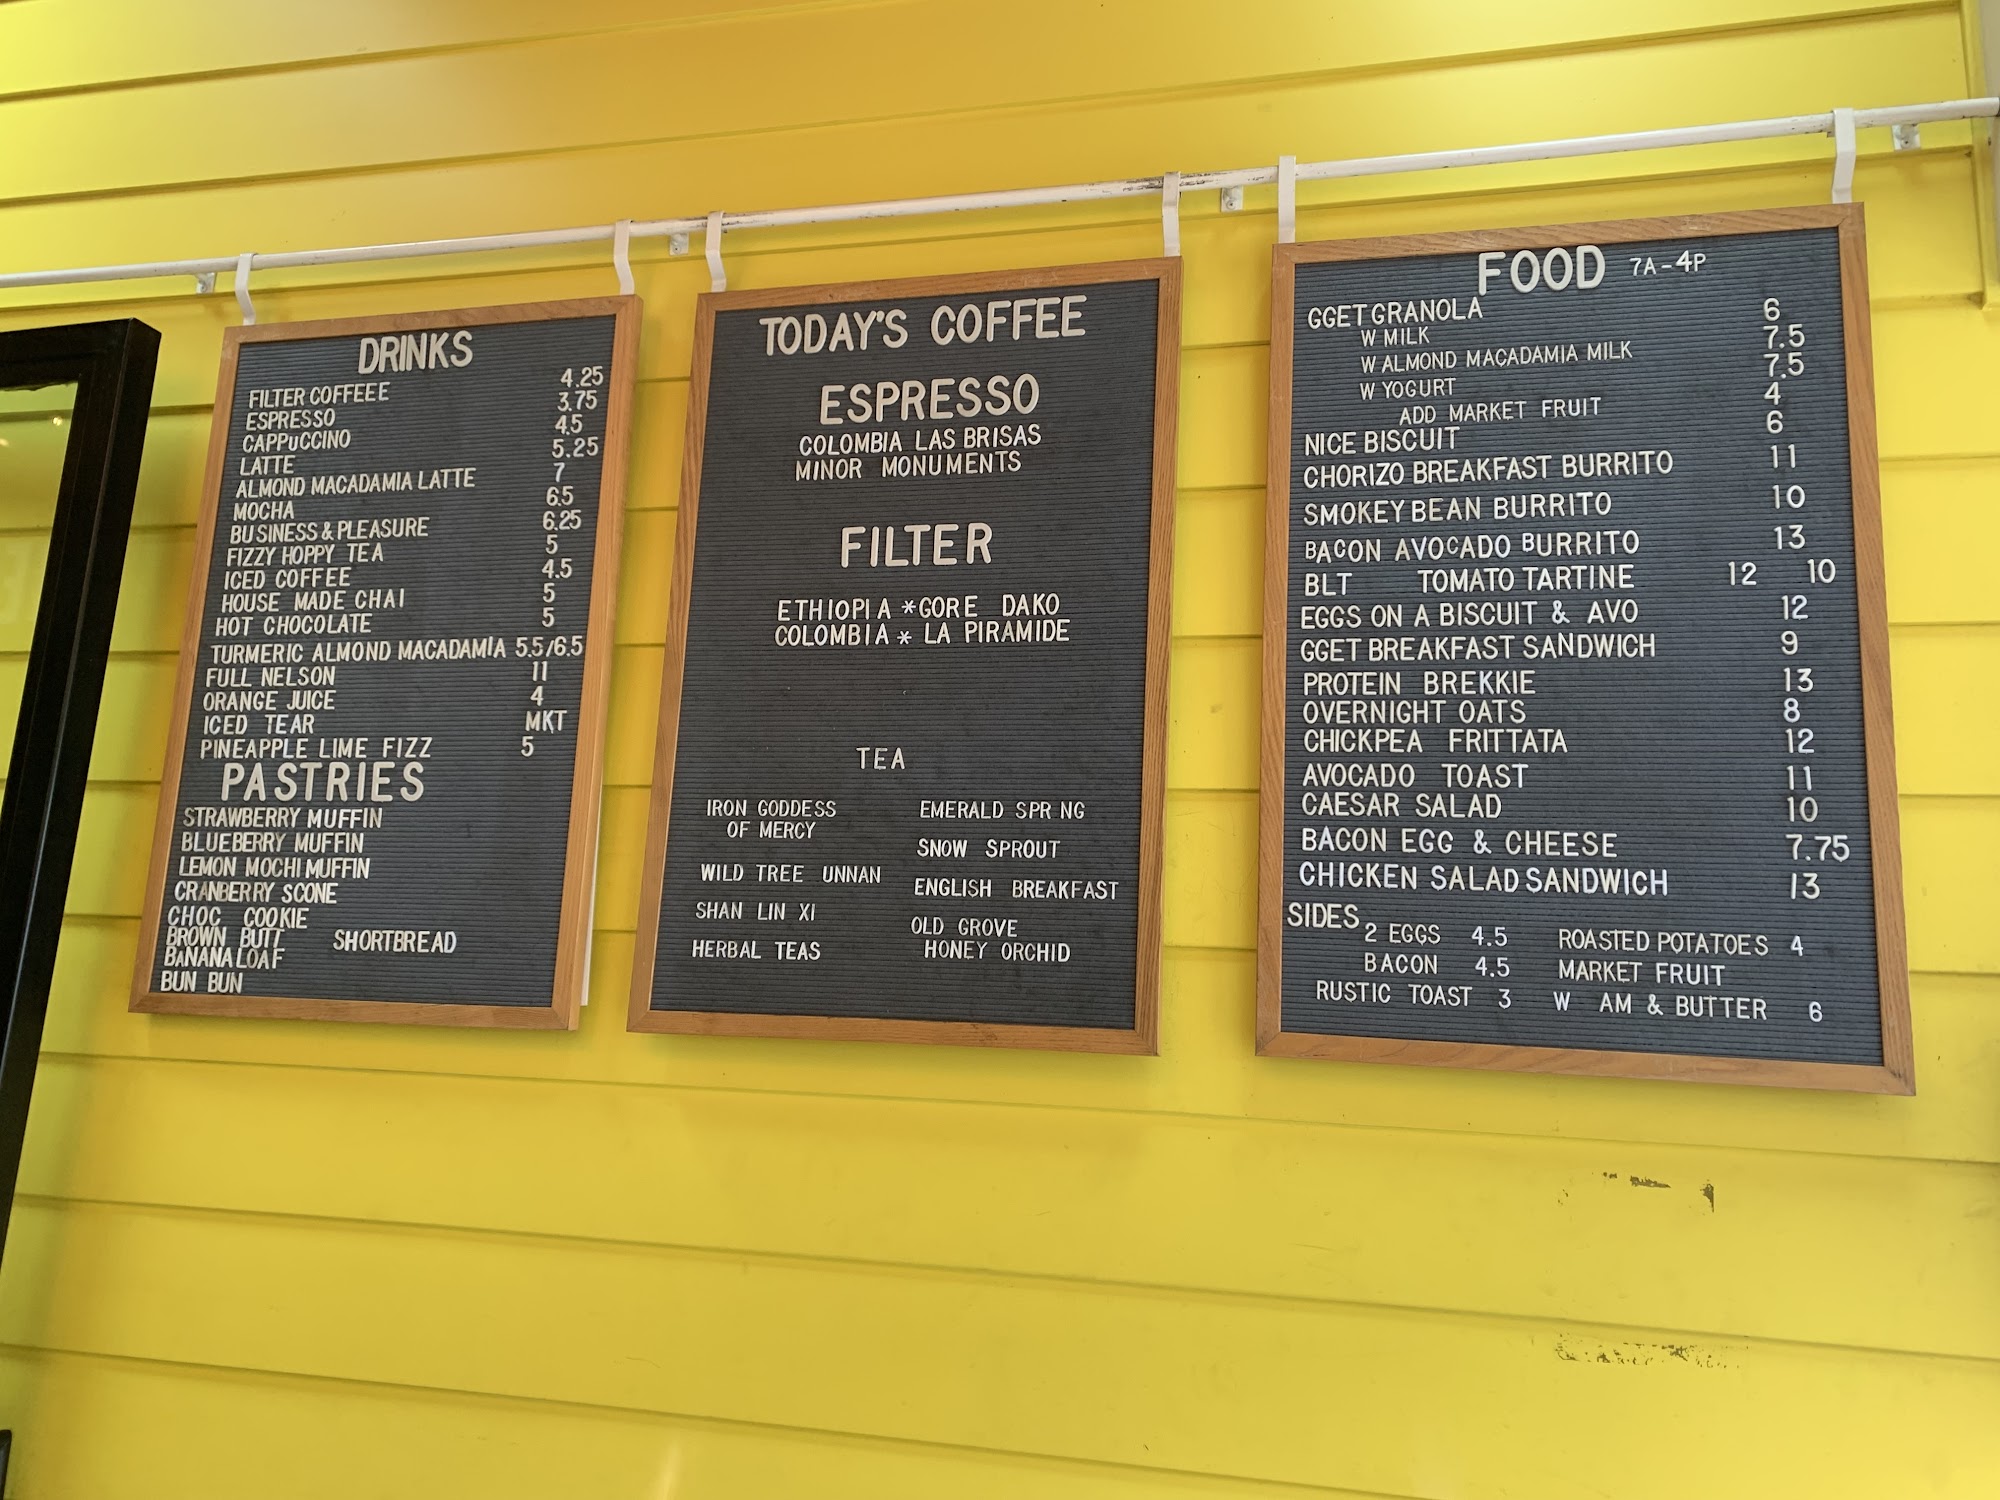 DRINKS
FILTER COFFEEE 4.25
ESPRESSO 3.75
CAPPuCCINO 4.5
LATTE 5.25
ALMOND MACADAMIA LATTE 7
MOCHA 6.5
BUSINESS & PLEASURE 6.25
FIZZY HOPPY TEA 5
ICED COFFEE 4.5
HOUSE MADE CHAI 5
HOT CHOCOLATE 5
TURMERIC ALMOND MACADAMIA 5.5/6.5
FULL NELSON 11
ORANGE JUICE 4
ICED TEAR MKT
PINEAPPLE LIME FIZZ 5
PASTRIES
STRAWBERRY MUFFIN
BLUEBERRY MUFFIN
LEMON MOCHI MUFFIN
CRANBERRY SCONE
CHOC COOKIE
BROWN BUTT SHORTBREAD
BANANA LOAF
BUN BUN
TODAY'S COFFEE
ESPRESSO
COLOMBIA LAS BRISAS
MINOR MONUMENTS
FILTER
ETHIOPIA *GORE DAKO
COLOMBIA * LA PIRAMIDE
TEA
IRON GODDESS
OF MERCY
WILD TREE UNNAN
SHAN LIN XI
HERBAL TEAS
EMERALD SPR NG
SNOW SPROUT
ENGLISH BREAKFAST
OLD GROVE
HONEY ORCHID
FOOD 7A-4P
GGET GRANOLA 6
W MILK 7.5
W ALMOND MACADAMIA MILK 7.5
W YOGURT 4
ADD MARKET FRUIT
NICE BISCUIT 6
CHORIZO BREAKFAST BURRITO 11
SMOKEY BEAN BURRITO 10
BACON AVOCADO BURRITO 13
BLT TOMATO TARTINE 12 10
EGGS ON A BISCUIT & AVO 12
GGET BREAKFAST SANDWICH 9
PROTEIN BREKKIE 13
OVERNIGHT OATS 8
CHICKPEA FRITTATA 12
AVOCADO TOAST 11
CAESAR SALAD 10
BACON EGG & CHEESE 7.75
CHICKEN SALAD SANDWICH 13
SIDES
2 EGGS 4.5 ROASTED POTATOES 4
BACON 4.5 MARKET FRUIT
RUSTIC TOAST 3 W AM & BUTTER 6